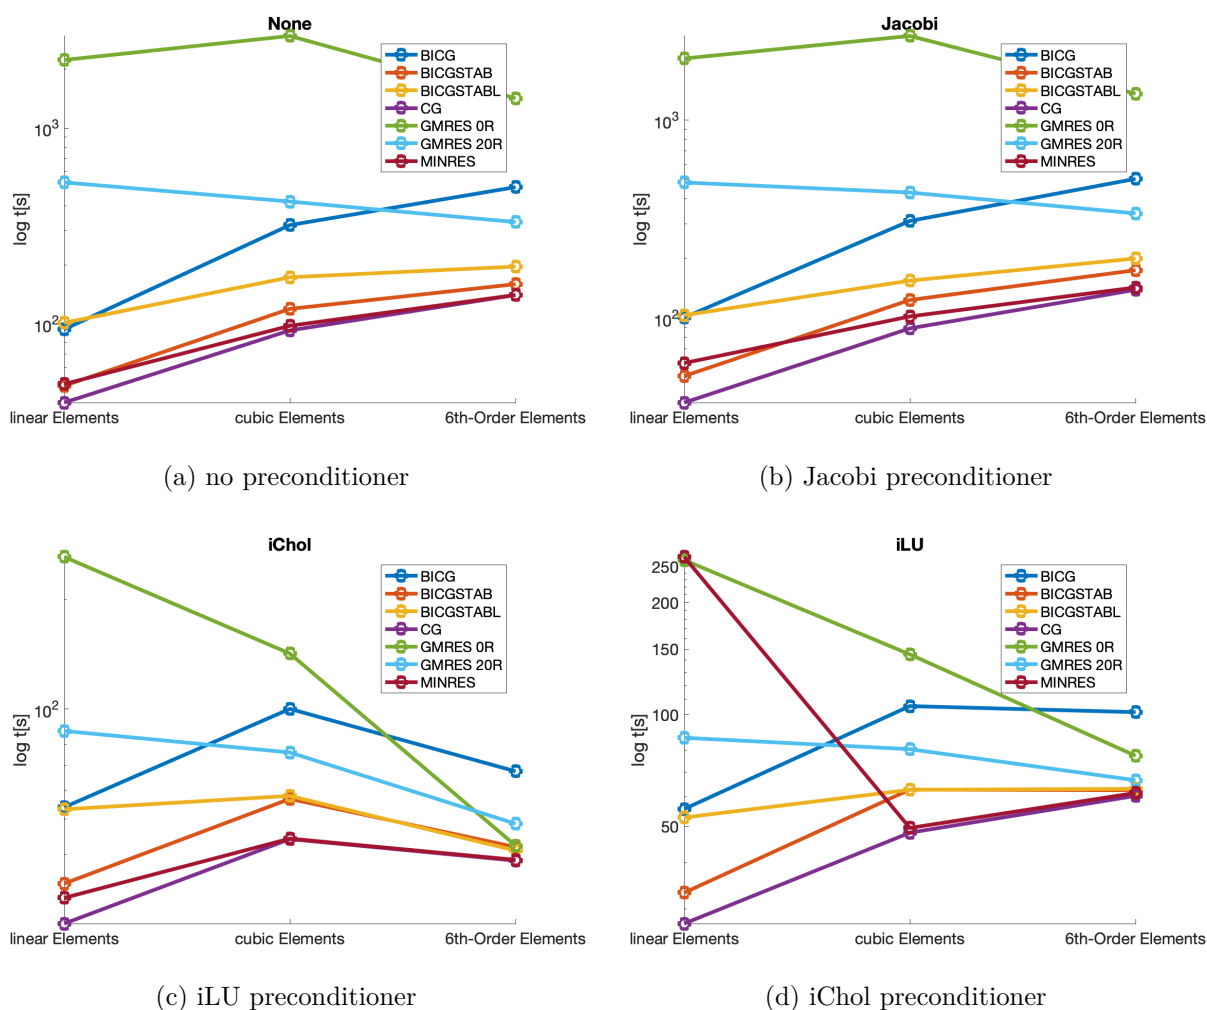 None
10³
10²
log t[s]
BICG
BICGSTAB
BICGSTABL
CG
GMRES 0R
GMRES 20R
MINRES
linear Elements
cubic Elements
6th-Order Elements
(a) no preconditioner
Jacobi
10³
10²
log t[s]
BICG
BICGSTAB
BICGSTABL
CG
GMRES 0R
GMRES 20R
MINRES
linear Elements
cubic Elements
6th-Order Elements
(b) Jacobi preconditioner
iChol
10²
log t[s]
BICG
BICGSTAB
BICGSTABL
CG
GMRES 0R
GMRES 20R
MINRES
linear Elements
cubic Elements
6th-Order Elements
(c) iLU preconditioner
iLU
250
200
150
100
50
log t[s]
BICG
BICGSTAB
BICGSTABL
CG
GMRES 0R
GMRES 20R
MINRES
linear Elements
cubic Elements
6th-Order Elements
(d) iChol preconditioner